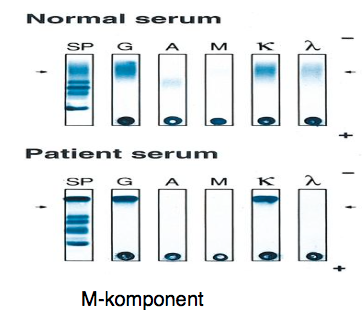 Normal serum
SP G A M K λ
−
+
Patient serum
SP G A M K λ
−
+
M-komponent